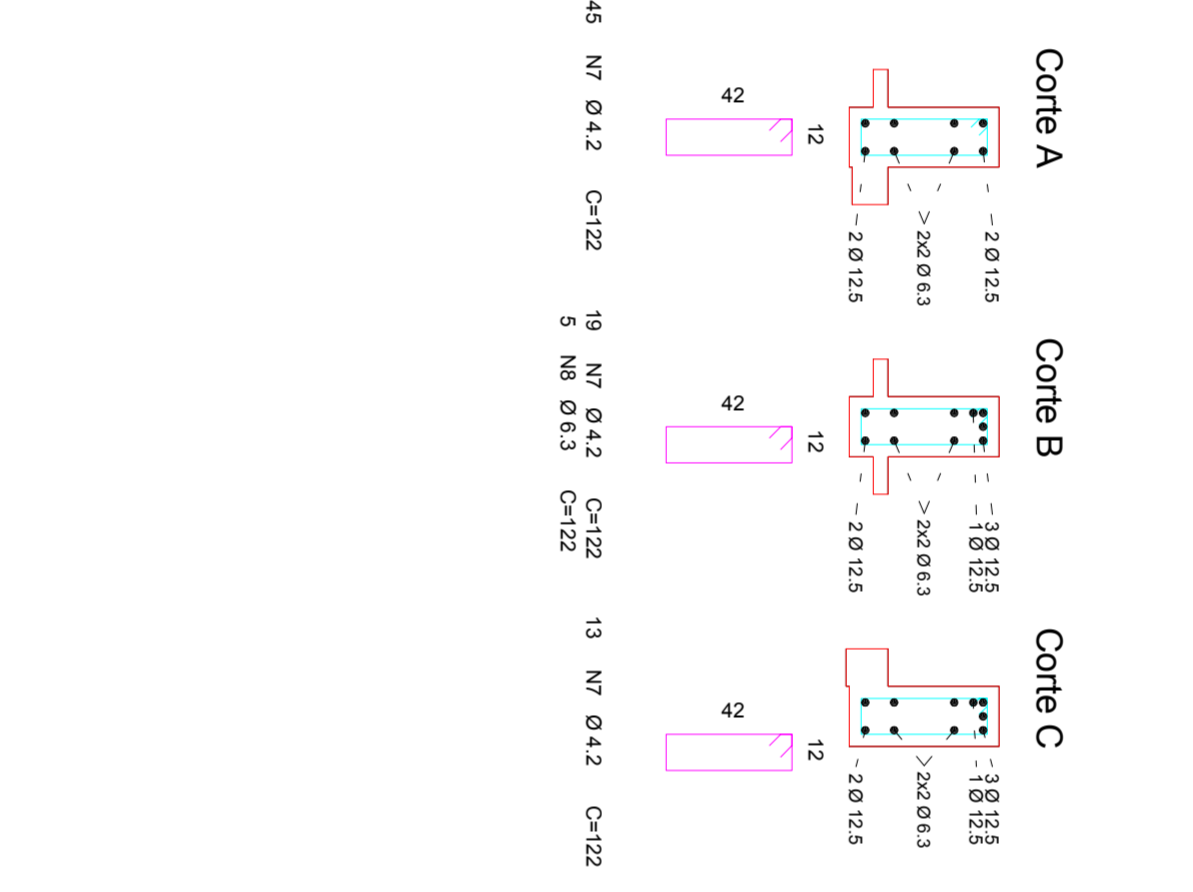 Corte A
2 Ø 12.5
2x2 Ø 6.3
2 Ø 12.5
12
42
45 N7 Ø 4.2 C=122
Corte B
3 Ø 12.5
1 Ø 12.5
2x2 Ø 6.3
2 Ø 12.5
12
42
19 N7 Ø 4.2 C=122
5 N8 Ø 6.3 C=122
Corte C
3 Ø 12.5
1 Ø 12.5
2x2 Ø 6.3
2 Ø 12.5
12
42
13 N7 Ø 4.2 C=122